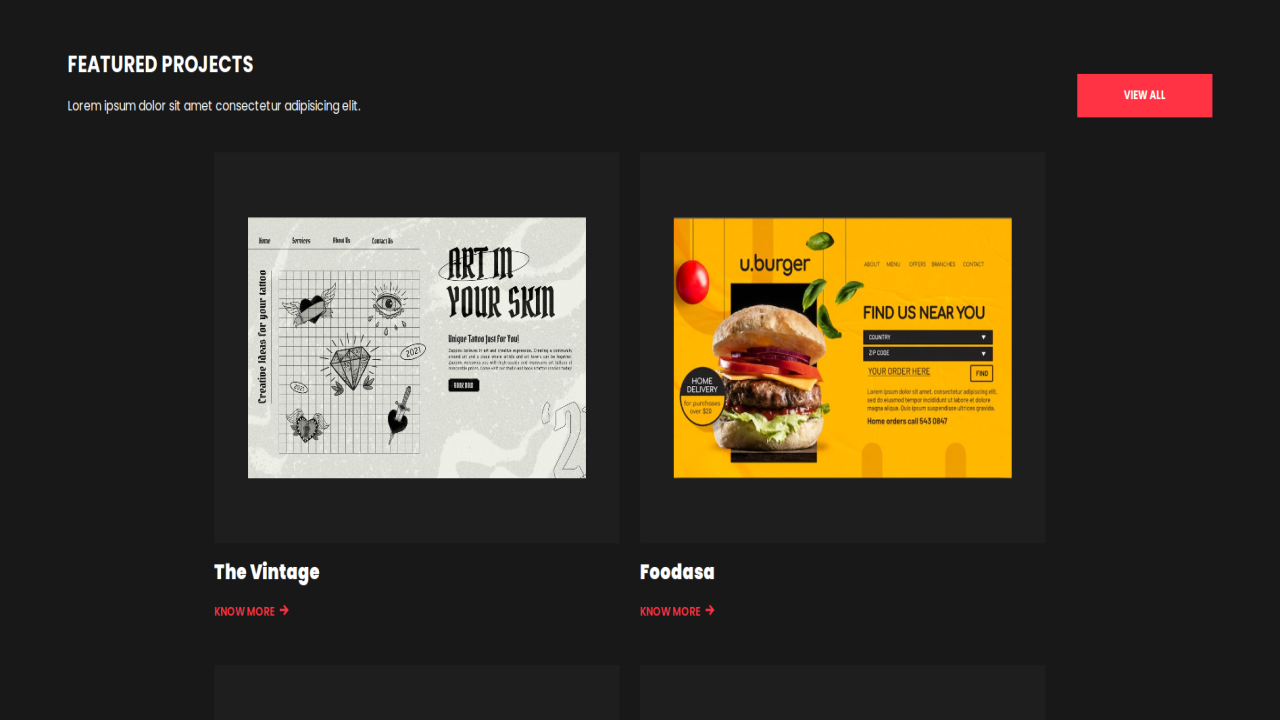 FEATURED PROJECTS
Lorem ipsum dolor sit amet consectetur adipisicing elit.
VIEW ALL
Home Services About Us Contact Us
Creative Ideas for your tattoo
2021
2021
ART IN
YOUR SKIN
Unique Tattoo Just For You!
'2
u.burger
ABOUT MENU OFFERS BRANCHES CONTACT
FIND US NEAR YOU
COUNTRY
ZIP CODE
YOUR ORDER HERE
FIND
HOME
DELIVERY
for purchases
over $20
Lorem ipsum dolor sit amet, consectetur adipiscing elit,
sed do eiusmod tempor incididunt ut labore et dolore
magna aliqua. Quis ipsum suspendisse ultrices gravida.
Home orders call 543 0847
The Vintage
KNOW MORE →
Foodasa
KNOW MORE →